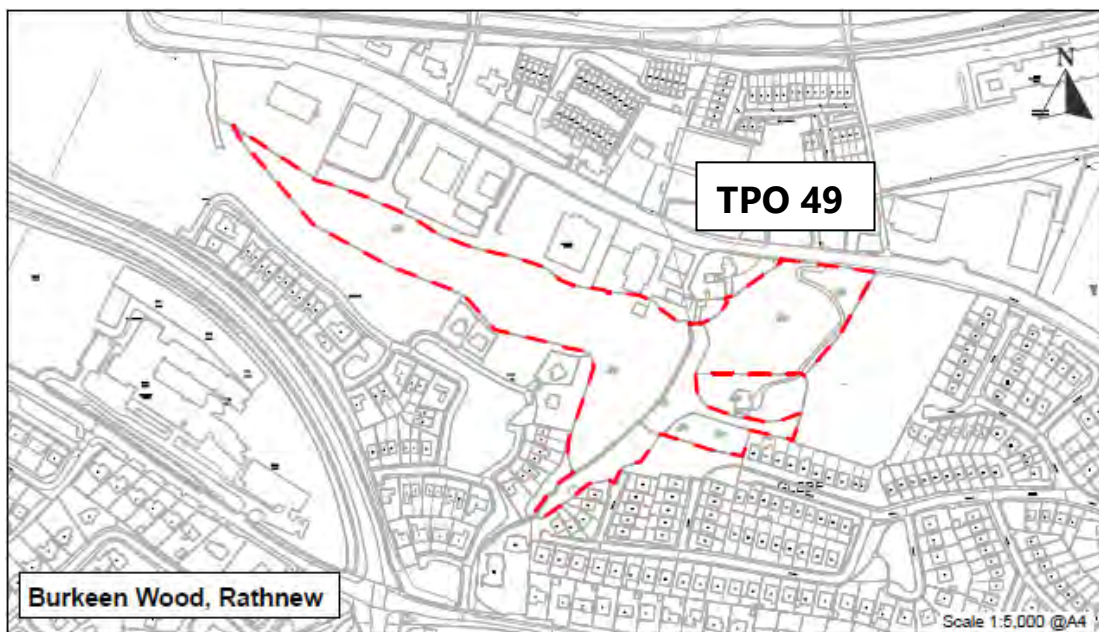 N
TPO 49
GLEBE
Burkeen Wood, Rathnew
Scale 1:5,000 @A4